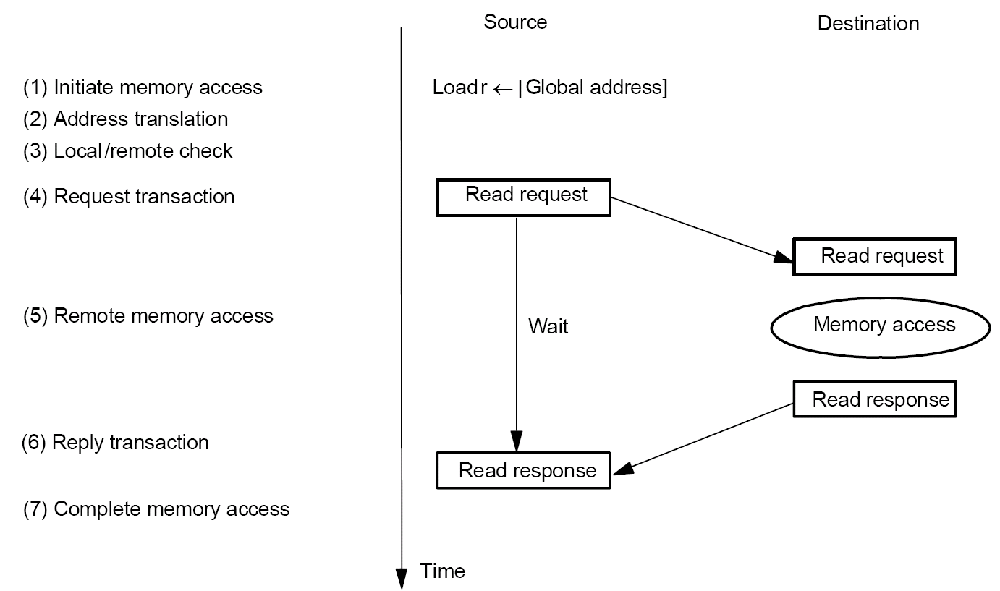 Source
Destination
(1) Initiate memory access
Load r ← [Global address]
(2) Address translation
(3) Local/remote check
(4) Request transaction
Read request
Read request
(5) Remote memory access
Wait
Memory access
Read response
(6) Reply transaction
Read response
(7) Complete memory access
Time